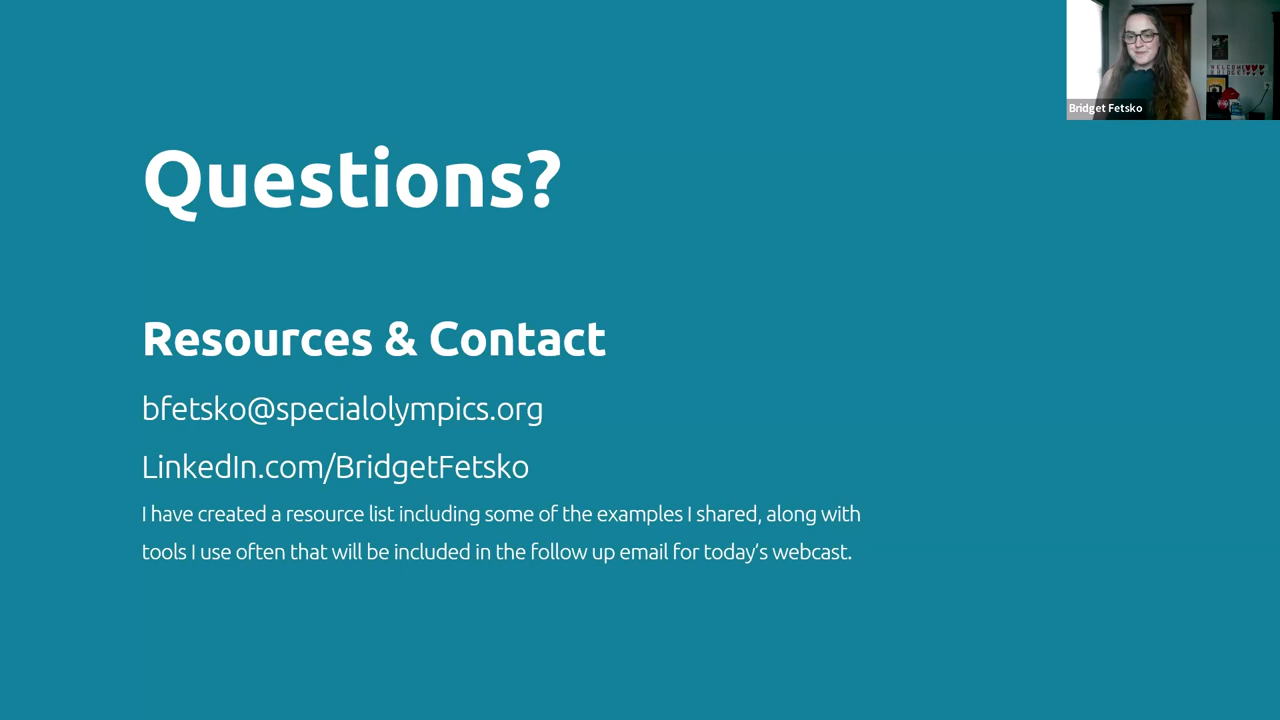 Bridget Fetsko
WELCOME
BRIDGET
Questions?
Resources & Contact
bfetsko@specialolympics.org
LinkedIn.com/BridgetFetsko
I have created a resource list including some of the examples I shared, along with
tools I use often that will be included in the follow up email for today’s webcast.